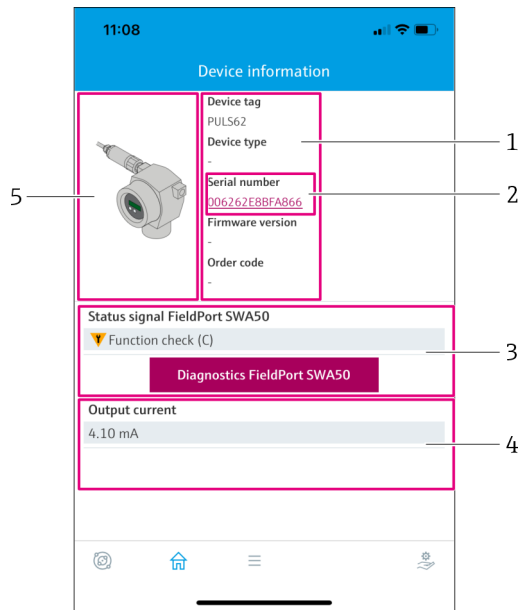 11:08
Device information
Device tag
PULS62
Device type
-
Serial number
006262E8BFA866
Firmware version
-
Order code
-
1
2
5
Status signal FieldPort SWA50
Function check (C)
Diagnostics FieldPort SWA50
3
Output current
4.10 mA
4